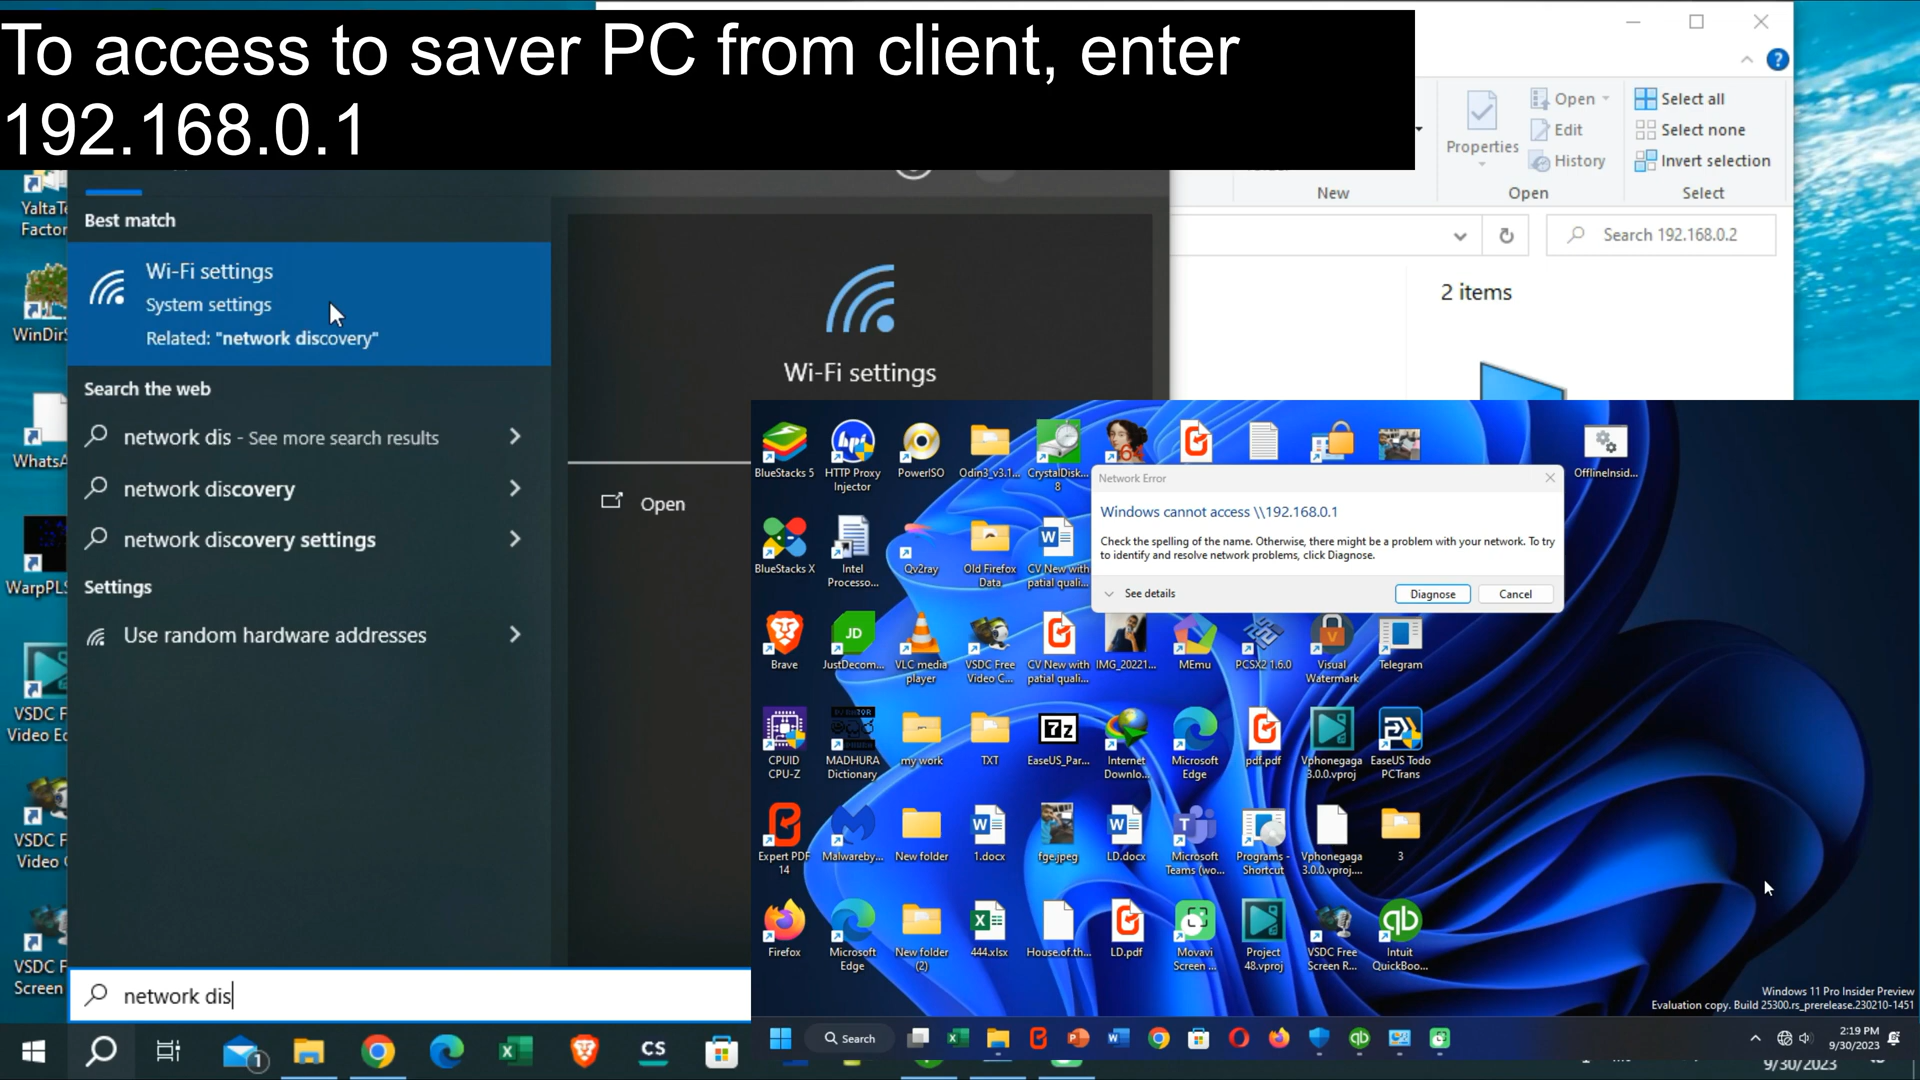 To access to saver PC from client, enter
192.168.0.1
Open
Edit
History
Properties
Select all
Select none
Invert selection
New
Open
Select
Search 192.168.0.2
2 items
Factor
Best match
Wi-Fi settings
System settings
Related: "network discovery"
Search the web
network dis - See more search results
network discovery
network discovery settings
Settings
Use random hardware addresses
Wi-Fi settings
Open
network dis
VSDC F
Video Ed
VSDC F
Video
VSDC F
Screen
BlueStacks 5
HTTP Proxy
Injector
PowerISO
Odin3_v3.1...
CrystalDisk...
8
OfflineInsid...
Network Error
Windows cannot access \\192.168.0.1
Check the spelling of the name. Otherwise, there might be a problem with your network. To try
to identify and resolve network problems, click Diagnose.
See details
Diagnose
Cancel
BlueStacks X
Intel
Processo...
Qv2ray
Old Firefox
Data
CV New with
patial quali...
Brave
JD
JustDecom...
VLC media
player
VSDC Free
Video C...
CV New with
patial quali...
IMG_20221...
MEmu
PCSX2 1.6.0
Visual
Watermark
Telegram
CPUID
CPU-Z
MADHURA
Dictionary
my work
TXT
7z
EaseUS_Par...
Internet
Downlo...
Microsoft
Edge
pdf.pdf
Vphonegaga
3.0.0.vproj
EaseUS Todo
PCTrans
Expert PDF
14
Malwareby...
New folder
1.docx
fge.jpeg
LD.docx
Microsoft
Teams (wo...
Programs -
Shortcut
Vphonegaga
3.0.0.vproj....
3
Firefox
Microsoft
Edge
New folder
(2)
444.xlsx
House.of.th...
LD.pdf
Movavi
Screen ...
Project
48.vproj
VSDC Free
Screen R...
Intuit
QuickBoo...
Windows 11 Pro Insider Preview
Evaluation copy. Build 25300.rs_prerelease.230210-1451
Search
2:19 PM
9/30/2023
1
CS
9/30/2023